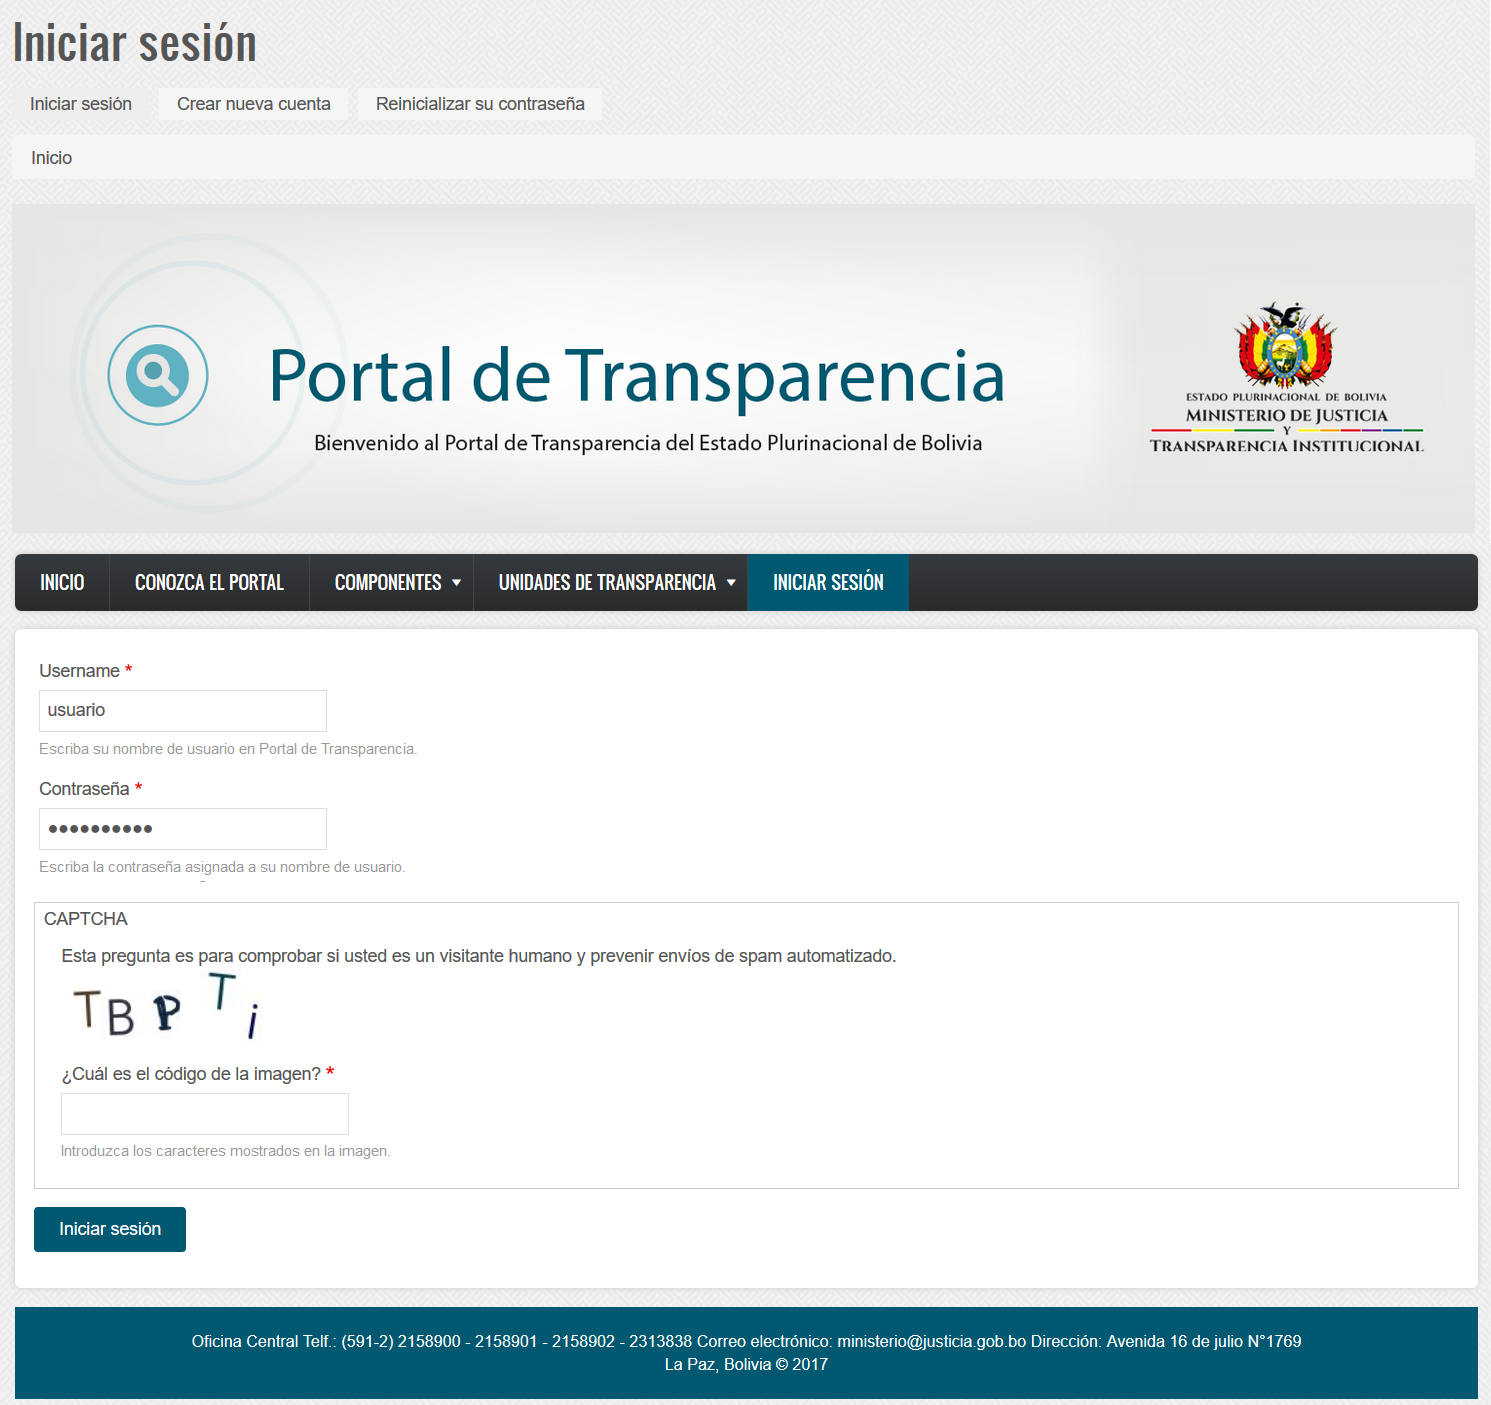 Iniciar sesión
Iniciar sesión
Crear nueva cuenta
Reinicializar su contraseña
Inicio
Portal de Transparencia
Bienvenido al Portal de Transparencia del Estado Plurinacional de Bolivia
ESTADO PLURINACIONAL DE BOLIVIA
MINISTERIO DE JUSTICIA
Y
TRANSPARENCIA INSTITUCIONAL
INICIO
CONOZCA EL PORTAL
COMPONENTES
UNIDADES DE TRANSPARENCIA
INICIAR SESIÓN
Username *
usuario
Escriba su nombre de usuario en Portal de Transparencia.
Contraseña *
••••••••••
Escriba la contraseña asignada a su nombre de usuario.
CAPTCHA
Esta pregunta es para comprobar si usted es un visitante humano y prevenir envíos de spam automatizado.
TBPTi
¿Cuál es el código de la imagen? *
Introduzca los caracteres mostrados en la imagen.
Iniciar sesión
Oficina Central Telf.: (591-2) 2158900 - 2158901 - 2158902 - 2313838 Correo electrónico: ministerio@justicia.gob.bo Dirección: Avenida 16 de julio N°1769
La Paz, Bolivia © 2017